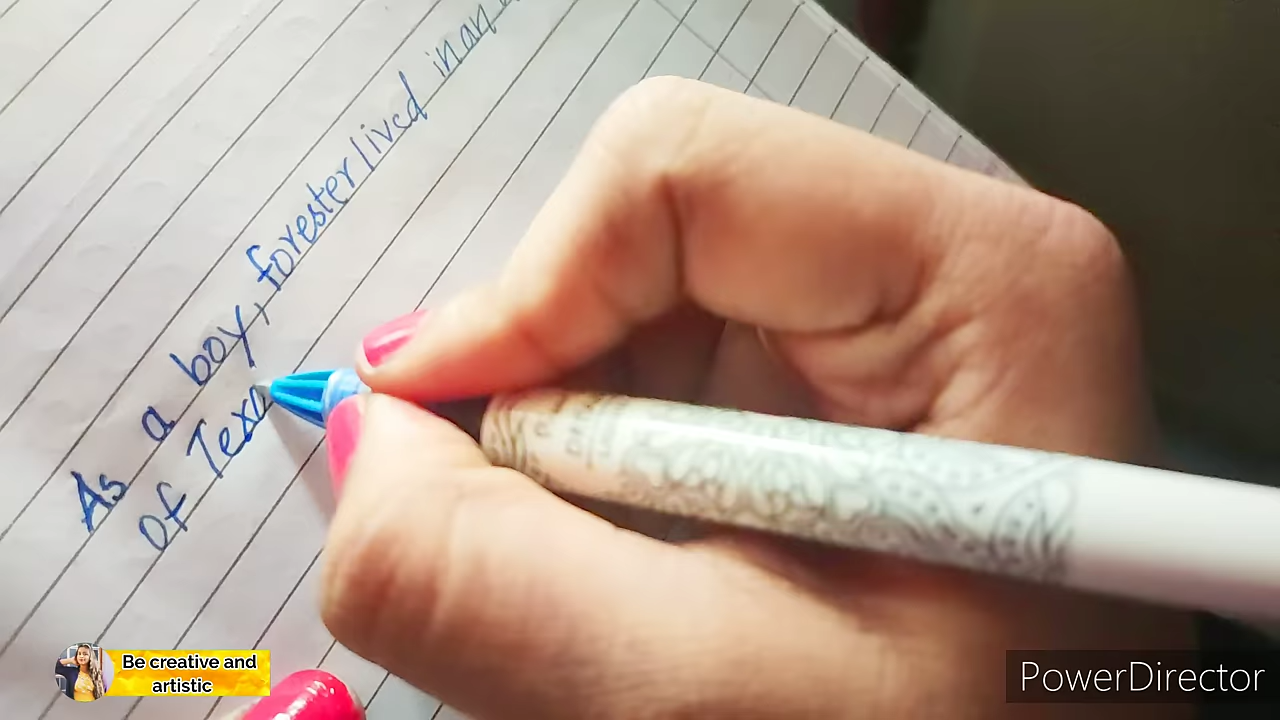 As a boy, forester lived in an
Of Texa
Be creative and
artistic
PowerDirector